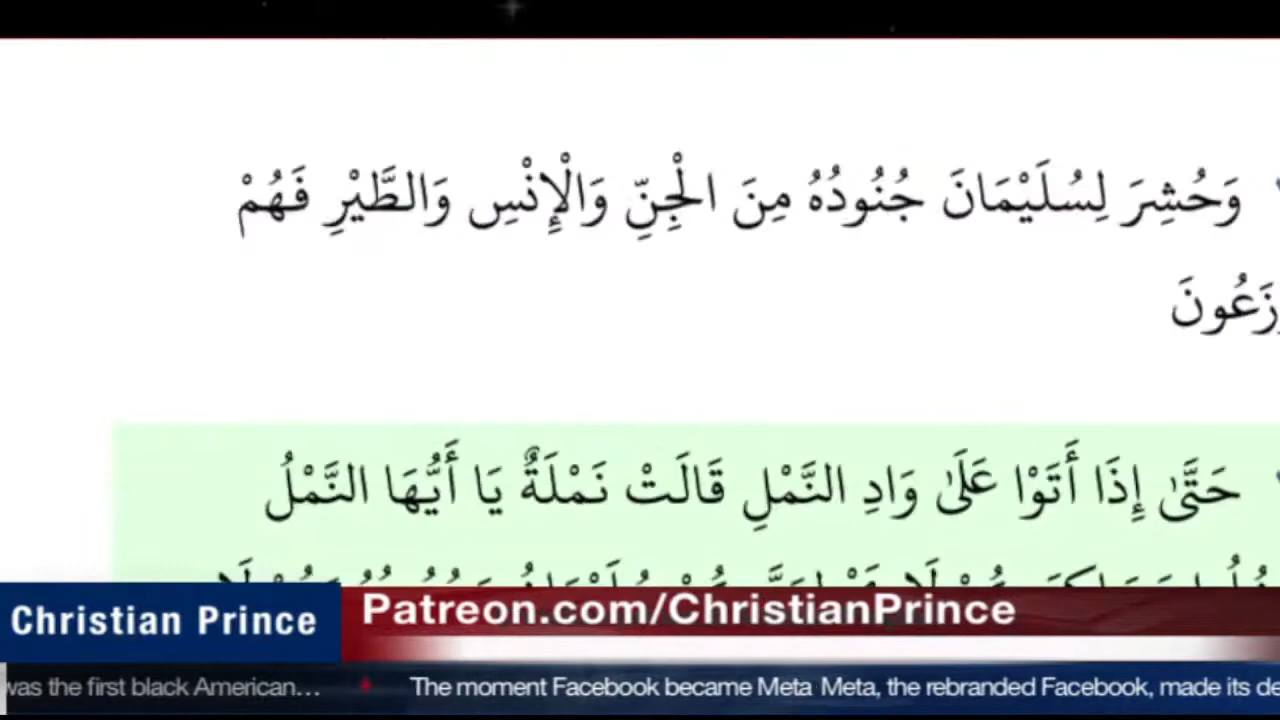 وَحُشِرَ لِسُلَيْمَانَ جُنُودُهُ مِنَ الْجِنِّ وَالْإِنْسِ وَالطَّيْرِ فَهُمْ
زَعُونَ
حَتَّىٰ إِذَا أَتَوْا عَلَىٰ وَادِ النَّمْلِ قَالَتْ نَمْلَةٌ يَا أَيُّهَا النَّمْلُ
Christian Prince
Patreon.com/ChristianPrince
was the first black American... The moment Facebook became Meta Meta, the rebranded Facebook, made its de